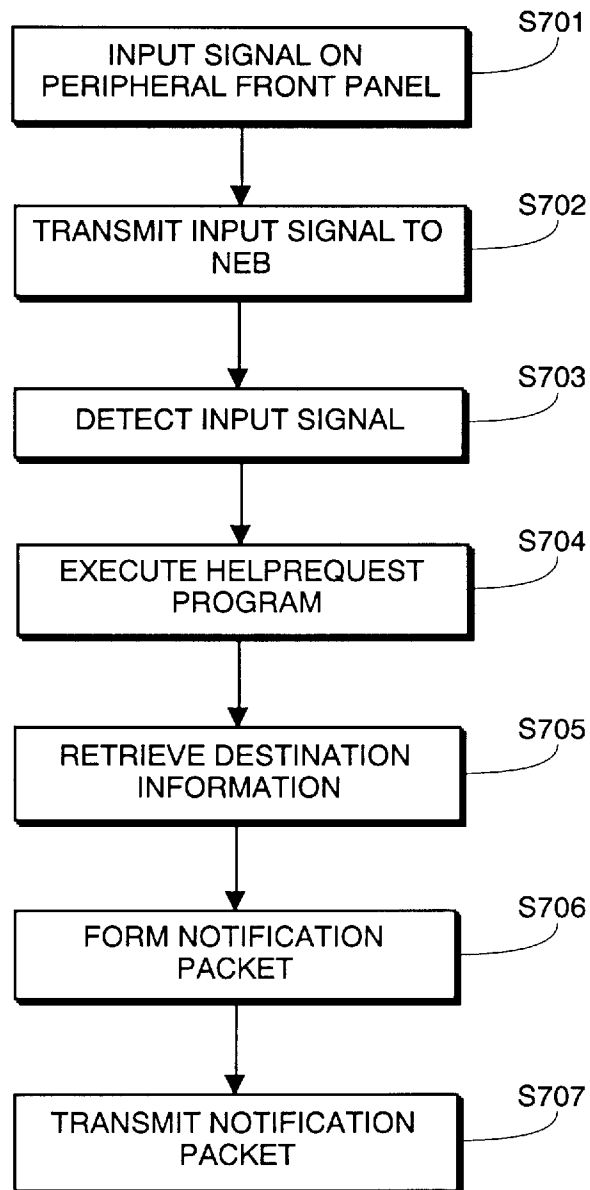 S701
INPUT SIGNAL ON
PERIPHERAL FRONT PANEL
S702
TRANSMIT INPUT SIGNAL TO
NEB
S703
DETECT INPUT SIGNAL
S704
EXECUTE HELPREQUEST
PROGRAM
S705
RETRIEVE DESTINATION
INFORMATION
S706
FORM NOTIFICATION
PACKET
S707
TRANSMIT NOTIFICATION
PACKET